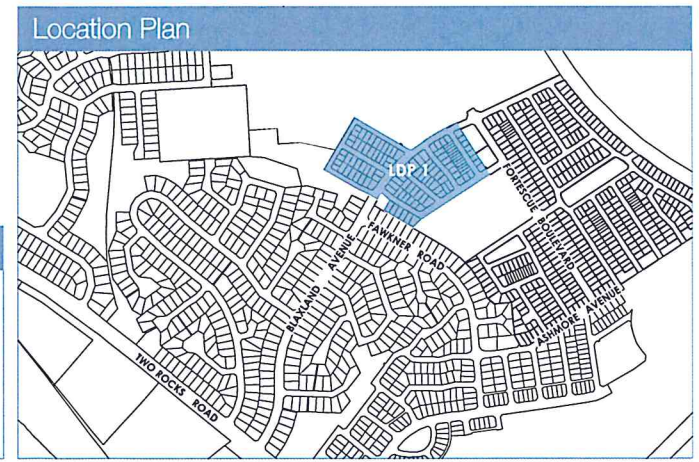 Location Plan
LDP 1
FORTESCUE BOULEVARD
FAWKNER ROAD
BLAXLAND AVENUE
ASHMORE AVENUE
TWO ROCKS ROAD